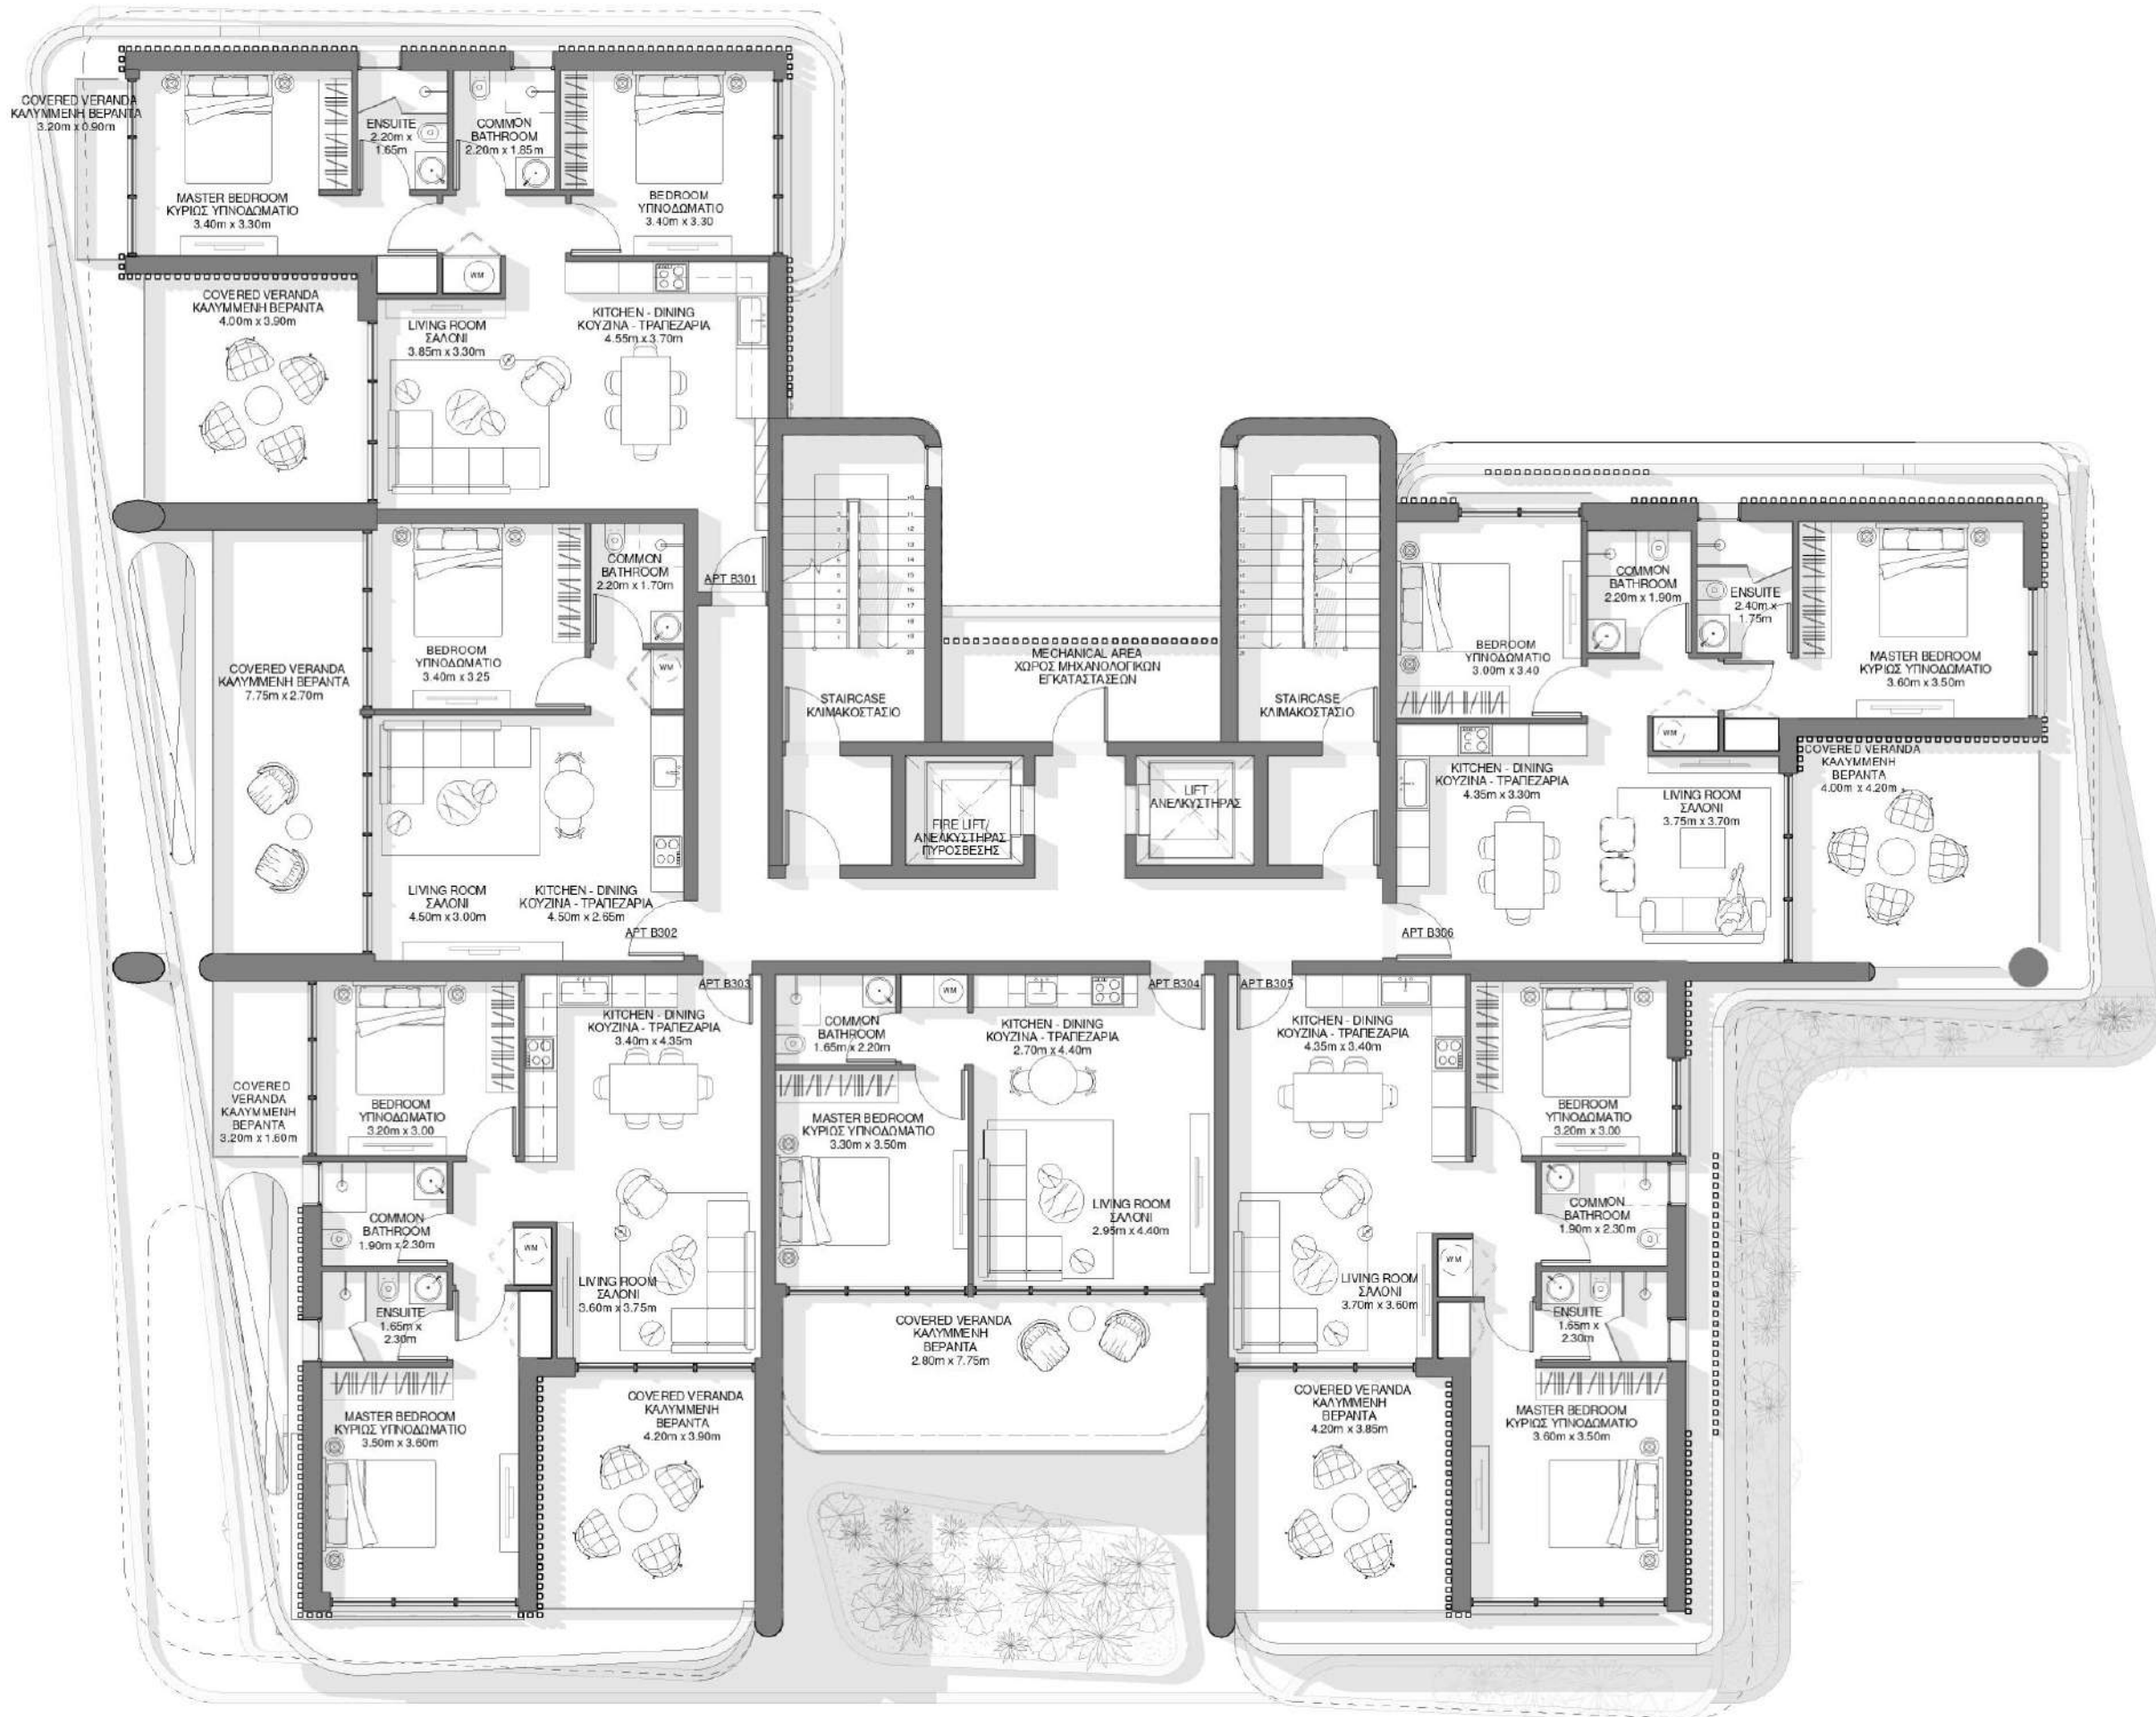 COVERED VERANDA
ΚΑΛΥΜΜΕΝΗ ΒΕΡΑΝΤΑ
3.20m x 0.90m
MASTER BEDROOM
ΚΥΡΙΩΣ ΥΠΝΟΔΩΜΑΤΙΟ
3.40m x 3.30m
ENSUITE
2.20m x
1.65m
COMMON
BATHROOM
2.20m x 1.85m
BEDROOM
ΥΠΝΟΔΩΜΑΤΙΟ
3.40m x 3.30
WM
COVERED VERANDA
ΚΑΛΥΜΜΕΝΗ ΒΕΡΑΝΤΑ
4.00m x 3.90m
LIVING ROOM
ΣΑΛΟΝΙ
3.85m x 3.30m
KITCHEN - DINING
ΚΟΥΖΙΝΑ - ΤΡΑΠΕΖΑΡΙΑ
4.55m x 3.70m
APT B301
COMMON
BATHROOM
2.20m x 1.70m
BEDROOM
ΥΠΝΟΔΩΜΑΤΙΟ
3.40m x 3.25
WM
COVERED VERANDA
ΚΑΛΥΜΜΕΝΗ ΒΕΡΑΝΤΑ
7.75m x 2.70m
LIVING ROOM
ΣΑΛΟΝΙ
4.50m x 3.00m
KITCHEN - DINING
ΚΟΥΖΙΝΑ - ΤΡΑΠΕΖΑΡΙΑ
4.50m x 2.65m
APT B302
STAIRCASE
ΚΛΙΜΑΚΟΣΤΑΣΙΟ
MECHANICAL AREA
ΧΩΡΟΣ ΜΗΧΑΝΟΛΟΓΙΚΩΝ
ΕΓΚΑΤΑΣΤΑΣΕΩΝ
STAIRCASE
ΚΛΙΜΑΚΟΣΤΑΣΙΟ
FIRE LIFT/
ΑΝΕΛΚΥΣΤΗΡΑΣ
ΠΥΡΟΣΒΕΣΗΣ
LIFT
ΑΝΕΛΚΥΣΤΗΡΑΣ
BEDROOM
ΥΠΝΟΔΩΜΑΤΙΟ
3.00m x 3.40
COMMON
BATHROOM
2.20m x 1.90m
ENSUITE
2.40m x
1.75m
MASTER BEDROOM
ΚΥΡΙΩΣ ΥΠΝΟΔΩΜΑΤΙΟ
3.60m x 3.50m
WM
KITCHEN - DINING
ΚΟΥΖΙΝΑ - ΤΡΑΠΕΖΑΡΙΑ
4.35m x 3.30m
LIVING ROOM
ΣΑΛΟΝΙ
3.75m x 3.70m
COVERED VERANDA
ΚΑΛΥΜΜΕΝΗ
ΒΕΡΑΝΤΑ
4.00m x 4.20m
APT B306
APT B303
KITCHEN - DINING
ΚΟΥΖΙΝΑ - ΤΡΑΠΕΖΑΡΙΑ
3.40m x 4.35m
BEDROOM
ΥΠΝΟΔΩΜΑΤΙΟ
3.20m x 3.00
COVERED
VERANDA
ΚΑΛΥΜΜΕΝΗ
ΒΕΡΑΝΤΑ
3.20m x 1.60m
COMMON
BATHROOM
1.90m x 2.30m
WM
ENSUITE
1.65m x
2.30m
LIVING ROOM
ΣΑΛΟΝΙ
3.60m x 3.75m
MASTER BEDROOM
ΚΥΡΙΩΣ ΥΠΝΟΔΩΜΑΤΙΟ
3.50m x 3.60m
COVERED VERANDA
ΚΑΛΥΜΜΕΝΗ
ΒΕΡΑΝΤΑ
4.20m x 3.90m
APT B304
WM
COMMON
BATHROOM
1.65m x 2.20m
KITCHEN - DINING
ΚΟΥΖΙΝΑ - ΤΡΑΠΕΖΑΡΙΑ
2.70m x 4.40m
MASTER BEDROOM
ΚΥΡΙΩΣ ΥΠΝΟΔΩΜΑΤΙΟ
3.30m x 3.50m
LIVING ROOM
ΣΑΛΟΝΙ
2.95m x 4.40m
COVERED VERANDA
ΚΑΛΥΜΜΕΝΗ
ΒΕΡΑΝΤΑ
2.80m x 7.75m
APT B305
KITCHEN - DINING
ΚΟΥΖΙΝΑ - ΤΡΑΠΕΖΑΡΙΑ
4.35m x 3.40m
BEDROOM
ΥΠΝΟΔΩΜΑΤΙΟ
3.20m x 3.00
COMMON
BATHROOM
1.90m x 2.30m
WM
LIVING ROOM
ΣΑΛΟΝΙ
3.70m x 3.60m
ENSUITE
1.65m x
2.30m
COVERED VERANDA
ΚΑΛΥΜΜΕΝΗ
ΒΕΡΑΝΤΑ
4.20m x 3.85m
MASTER BEDROOM
ΚΥΡΙΩΣ ΥΠΝΟΔΩΜΑΤΙΟ
3.60m x 3.50m